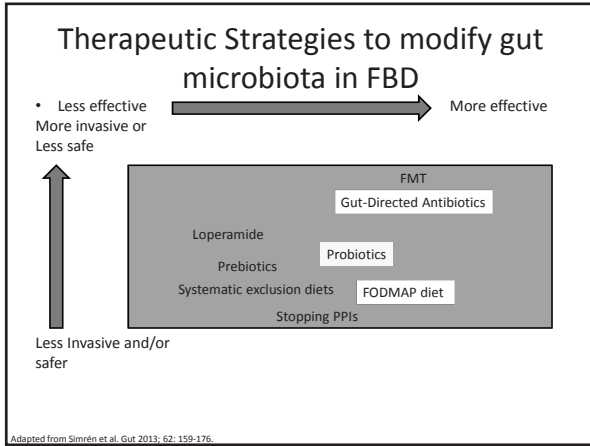 Therapeutic Strategies to modify gut
microbiota in FBD
• Less effective
More effective
More invasive or
Less safe
FMT
Gut-Directed Antibiotics
Loperamide
Probiotics
Prebiotics
Systematic exclusion diets
FODMAP diet
Stopping PPIs
Less Invasive and/or
safer
Adapted from Simrén et al. Gut 2013; 62: 159-176.